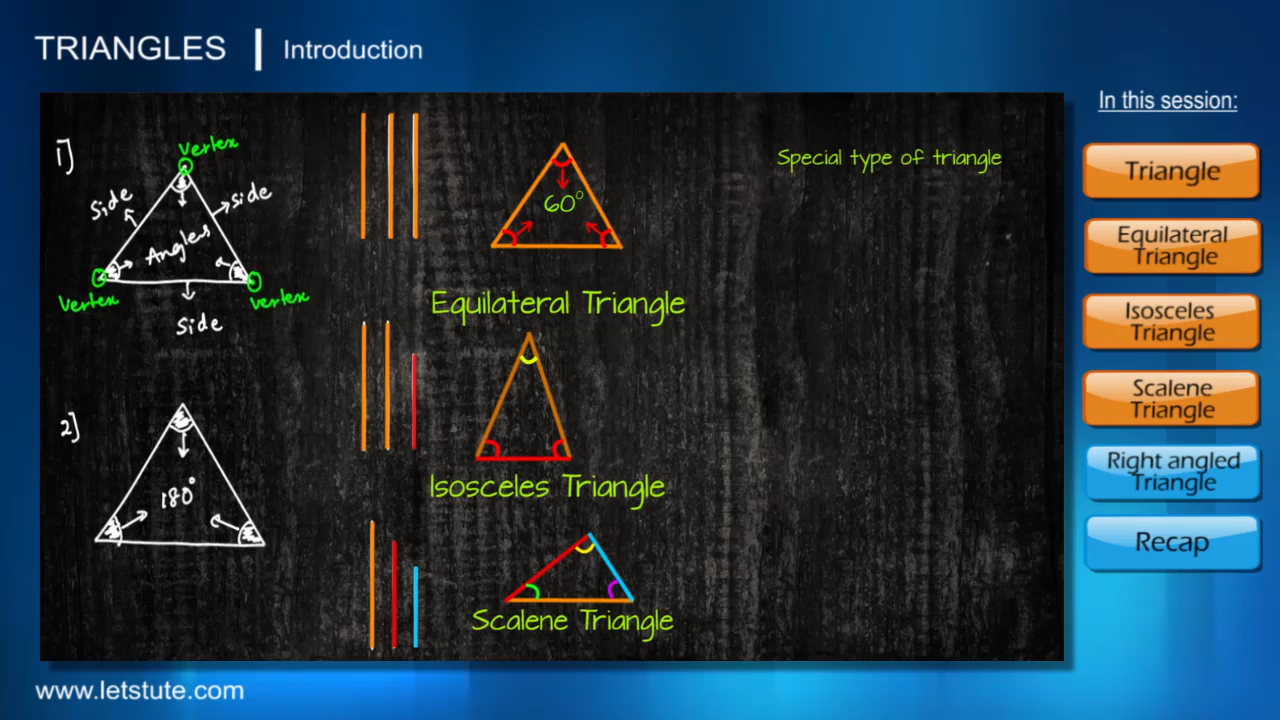 TRIANGLES | Introduction
1]
Vertex
Side
Side
Angles
Vertex
Vertex
Side
2]
180°
60°
Equilateral Triangle
Isosceles Triangle
Scalene Triangle
Special type of triangle
In this session:
Triangle
Equilateral
Triangle
Isosceles
Triangle
Scalene
Triangle
Right angled
Triangle
Recap
www.letstute.com